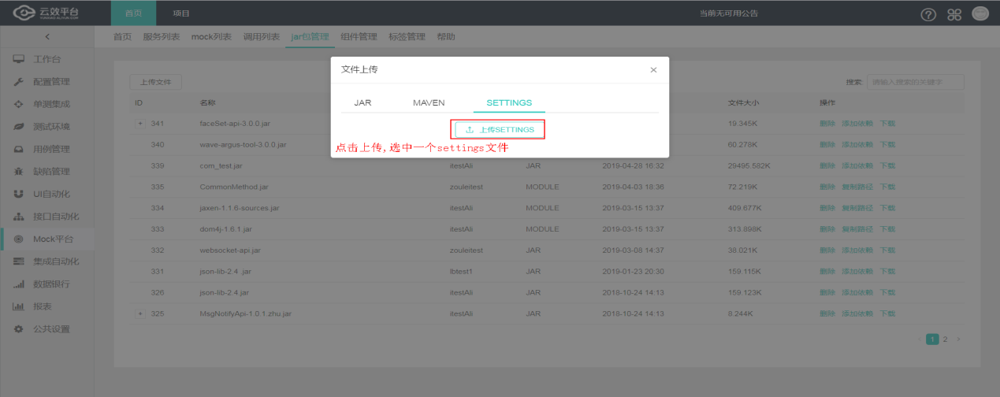 云效平台
YUNXIAO.ALIYUN.COM
首页 项目 当前无可用公告
首页 服务列表 mock列表 调用列表 jar包管理 组件管理 标签管理 帮助
工作台
配置管理
单测集成
测试环境
用例管理
缺陷管理
UI自动化
接口自动化
Mock平台
集成自动化
数据银行
报表
公共设置
文件上传 ×
JAR MAVEN SETTINGS
上传SETTINGS
点击上传,选中一个settings文件
上传文件 搜索: 请输入搜索的关键字
ID 名称 文件大小 操作
+ 341 faceSet-api-3.0.0.jar 19.345K 删除 添加依赖 下载
340 wave-argus-tool-3.0.0.jar 60.278K 删除 添加依赖 下载
339 com_test.jar itestAli JAR 2019-04-28 16:32 29495.582K 删除 添加依赖 下载
335 CommonMethod.jar zouleitest MODULE 2019-04-03 18:36 72.219K 删除 复制路径 下载
334 jaxen-1.1.6-sources.jar itestAli MODULE 2019-03-15 13:37 409.677K 删除 复制路径 下载
333 dom4j-1.6.1.jar itestAli MODULE 2019-03-15 13:37 313.898K 删除 复制路径 下载
332 websocket-api.jar zouleitest JAR 2019-03-08 14:37 38.021K 删除 添加依赖 下载
331 json-lib-2.4 .jar lbtest1 JAR 2019-01-23 20:30 159.115K 删除 添加依赖 下载
326 json-lib-2.4.jar itestAli JAR 2018-10-24 14:13 159.123K 删除 添加依赖 下载
+ 325 MsgNotifyApi-1.0.1.zhu.jar itestAli JAR 2018-10-24 14:13 8.244K 删除 添加依赖 下载
‹ 1 2 ›